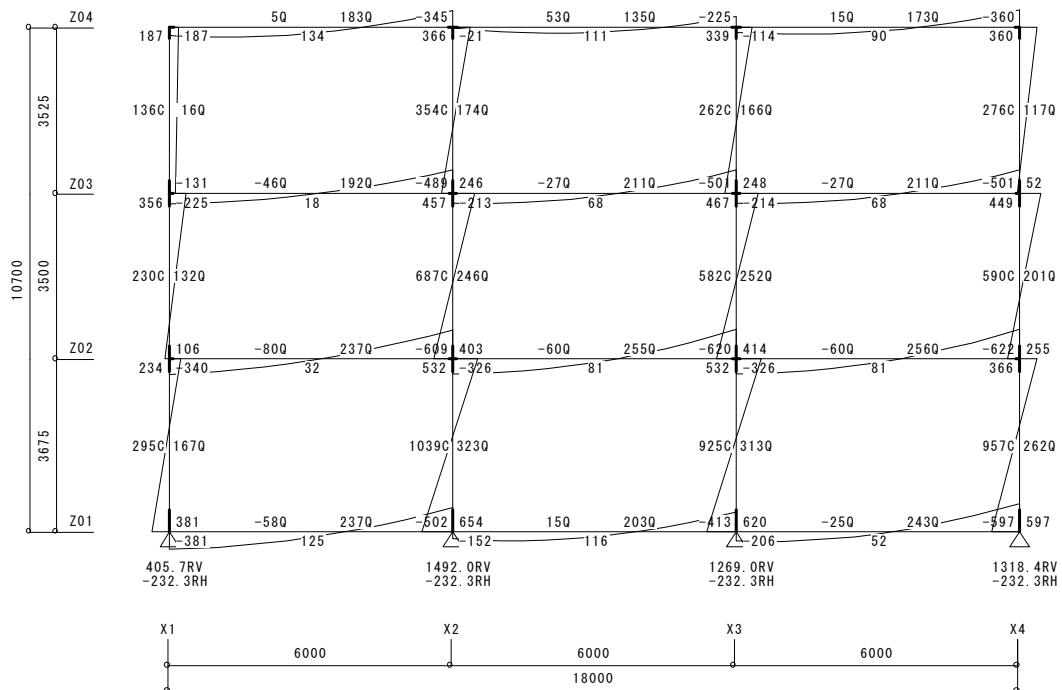 Z04 5Q 183Q -345 53Q 135Q -225 15Q 173Q -360
187 -187 134 366 -21 111 339 -114 90 360
3525 136C 16Q 354C 174Q 262C 166Q 276C 117Q
Z03 -131 -46Q 192Q -489 246 -27Q 211Q -501 248 -27Q 211Q -501 52
356 -225 18 457 -213 68 467 -214 68 449
10700 3500 230C 132Q 687C 246Q 582C 252Q 590C 201Q
Z02 106 -80Q 237Q -609 403 -60Q 255Q -620 414 -60Q 256Q -622 255
234 -340 32 532 -326 81 532 -326 81 366
3675 295C 167Q 1039C 323Q 925C 313Q 957C 262Q
Z01 381 -58Q 237Q -502 654 15Q 203Q -413 620 -25Q 243Q -597 597
-381 125 -152 116 -206 52
405.7RV 1492.0RV 1269.0RV 1318.4RV
-232.3RH -232.3RH -232.3RH -232.3RH
X1 X2 X3 X4
6000 6000 6000
18000